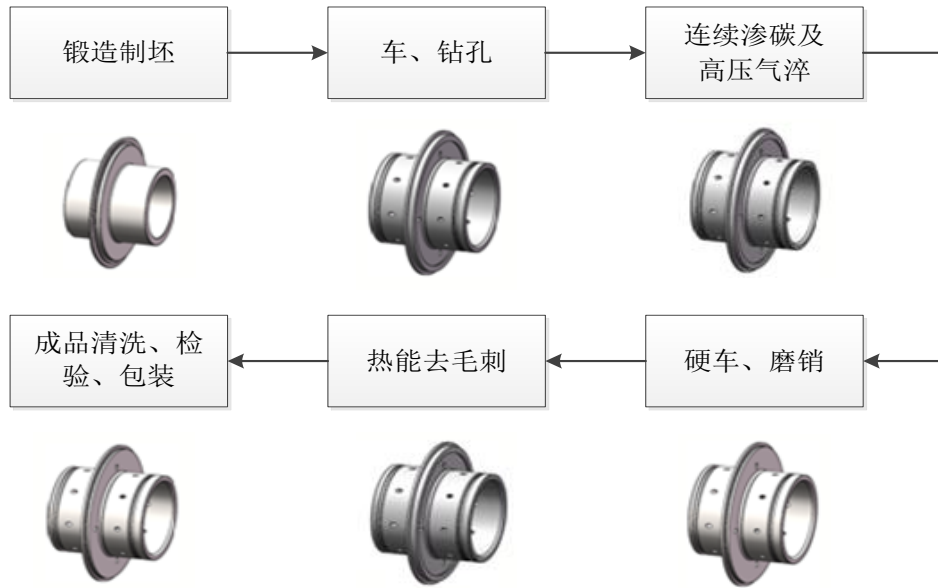 锻造制坯
车、钻孔
连续渗碳及
高压气淬
硬车、磨销
热能去毛刺
成品清洗、检
验、包装